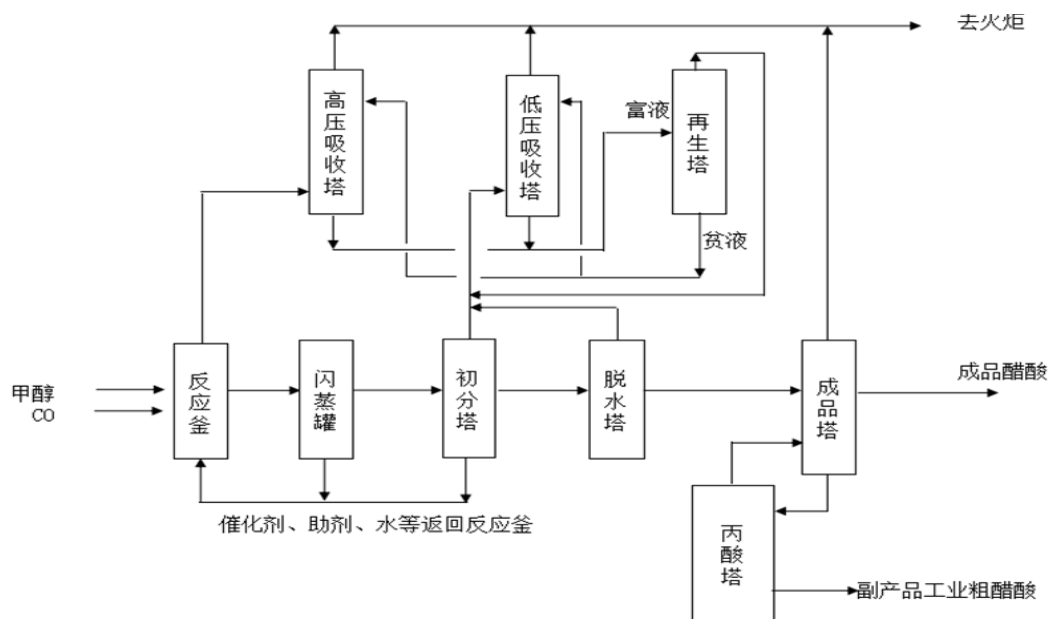 去火炬
高压吸收塔
低压吸收塔
富液
再生塔
贫液
甲醇
CO
反应釜
闪蒸罐
初分塔
脱水塔
成品塔
成品醋酸
催化剂、助剂、水等返回反应釜
丙酸塔
副产品工业粗醋酸